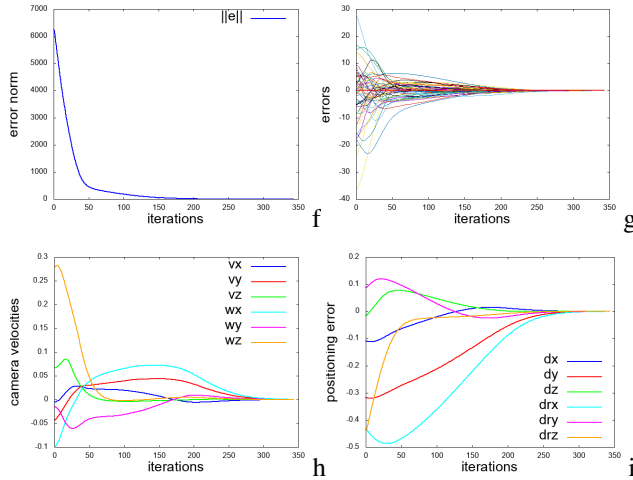 7000
6000
5000
4000
3000
2000
1000
0
0 50 100 150 200 250 300 350
error norm
iterations
||e||
f
30
20
10
0
-10
-20
-30
-40
0 50 100 150 200 250 300 350
errors
iterations
g
0.3
0.25
0.2
0.15
0.1
0.05
0
-0.05
-0.1
0 50 100 150 200 250 300 350
camera velocities
iterations
vx
vy
vz
wx
wy
wz
h
0.2
0.1
0
-0.1
-0.2
-0.3
-0.4
-0.5
0 50 100 150 200 250 300 350
positioning error
iterations
dx
dy
dz
drx
dry
drz
i